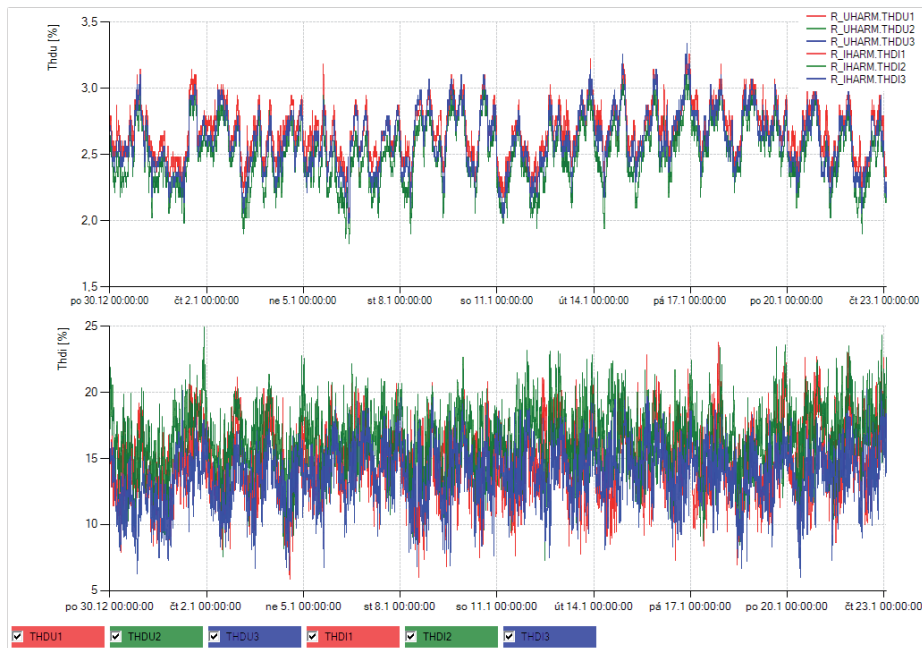 Thdu [%]
3,5
3,0
2,5
2,0
1,5
R_UHARM.THDU1
R_UHARM.THDU2
R_UHARM.THDU3
R_IHARM.THDI1
R_IHARM.THDI2
R_IHARM.THDI3
po 30.12 00:00:00 čt 2.1 00:00:00 ne 5.1 00:00:00 st 8.1 00:00:00 so 11.1 00:00:00 út 14.1 00:00:00 pá 17.1 00:00:00 po 20.1 00:00:00 čt 23.1 00:00:00
Thdi [%]
25
20
15
10
5
po 30.12 00:00:00 čt 2.1 00:00:00 ne 5.1 00:00:00 st 8.1 00:00:00 so 11.1 00:00:00 út 14.1 00:00:00 pá 17.1 00:00:00 po 20.1 00:00:00 čt 23.1 00:00:00
THDU1 THDU2 THDU3 THDI1 THDI2 THDI3